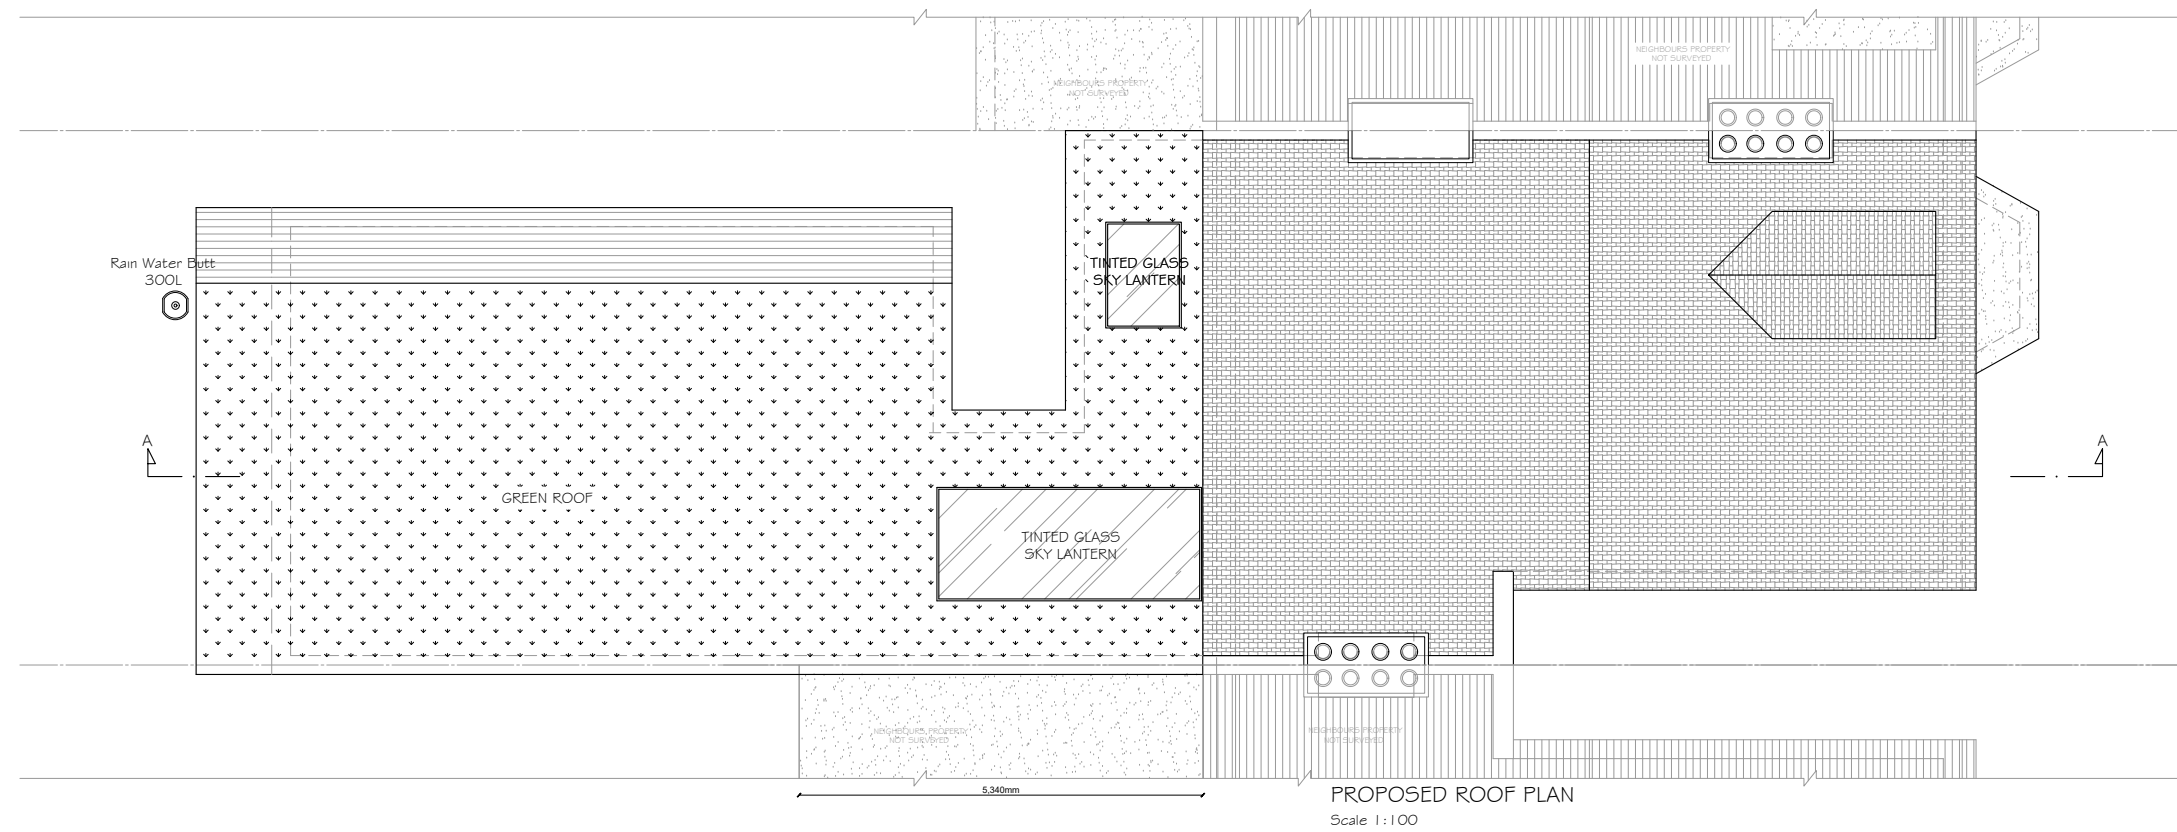 NEIGHBOURS PROPERTY
NOT SURVEYED
NEIGHBOURS PROPERTY
NOT SURVEYED
Rain Water Butt
300L
TINTED GLASS
SKY LANTERN
A
A
GREEN ROOF
TINTED GLASS
SKY LANTERN
NEIGHBOURS PROPERTY
NOT SURVEYED
NEIGHBOURS PROPERTY
NOT SURVEYED
5,340mm
PROPOSED ROOF PLAN
Scale 1:100